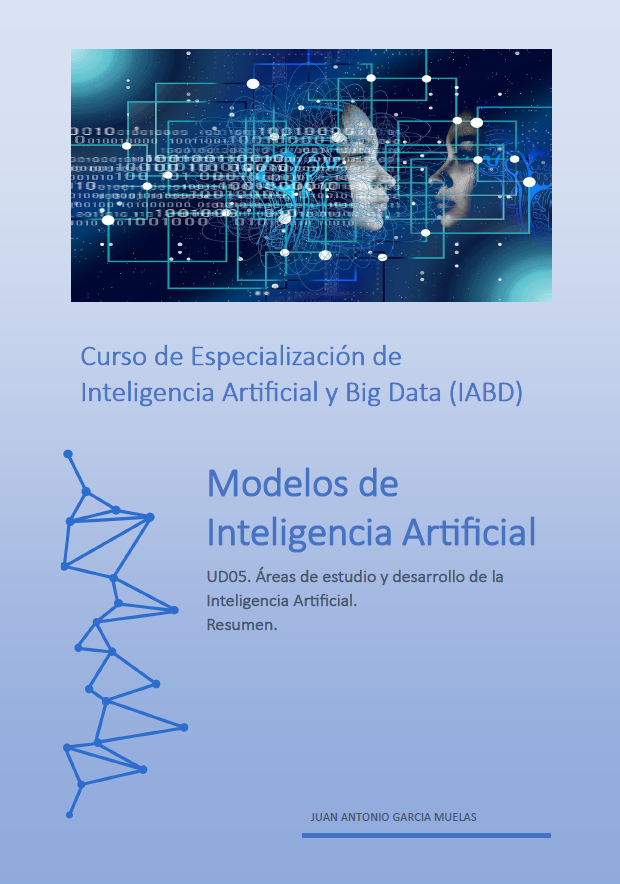 Curso de Especialización de
Inteligencia Artificial y Big Data (IABD)
Modelos de
Inteligencia Artificial
UD05. Áreas de estudio y desarrollo de la
Inteligencia Artificial.
Resumen.
JUAN ANTONIO GARCIA MUELAS